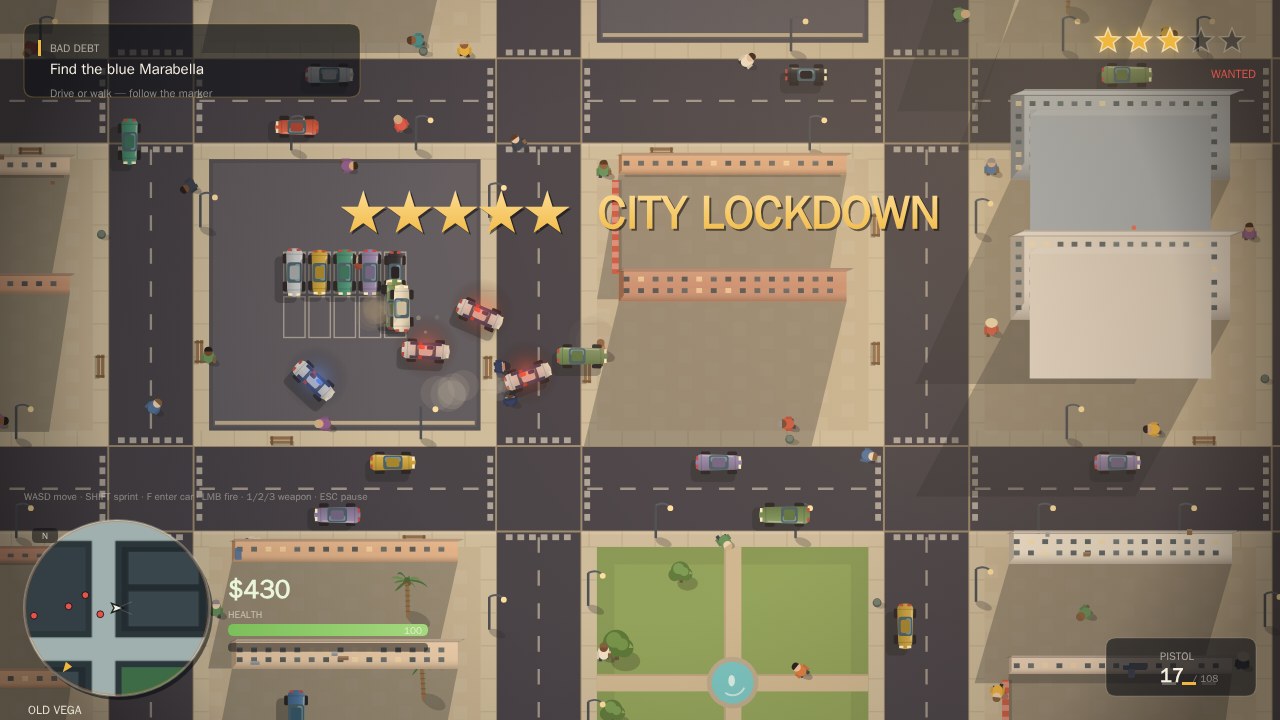 BAD DEBT
Find the blue Marabella
Drive or walk — follow the marker
WANTED
CITY LOCKDOWN
WASD move · SHIFT sprint · F enter car · LMB fire · 1/2/3 weapon · ESC pause
N
$430
HEALTH
100
PISTOL
17 / 108
OLD VEGA